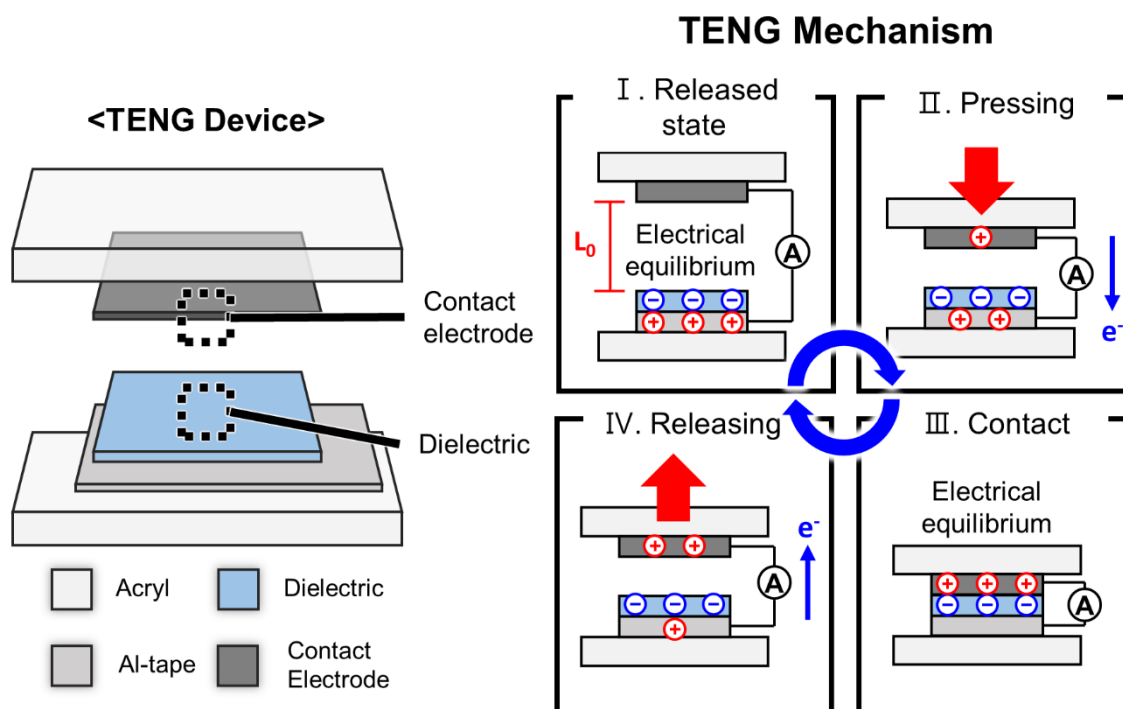 TENG Mechanism
<TENG Device>
Contact
electrode
Dielectric
Acryl
Dielectric
Al-tape
Contact
Electrode
Ⅰ. Released
state
L₀
Electrical
equilibrium
A
− − −
+ + +
Ⅱ. Pressing
+
A
− − −
+ +
e⁻
Ⅳ. Releasing
+ +
e⁻
A
− − −
+
Ⅲ. Contact
Electrical
equilibrium
+ + +
− − −
A